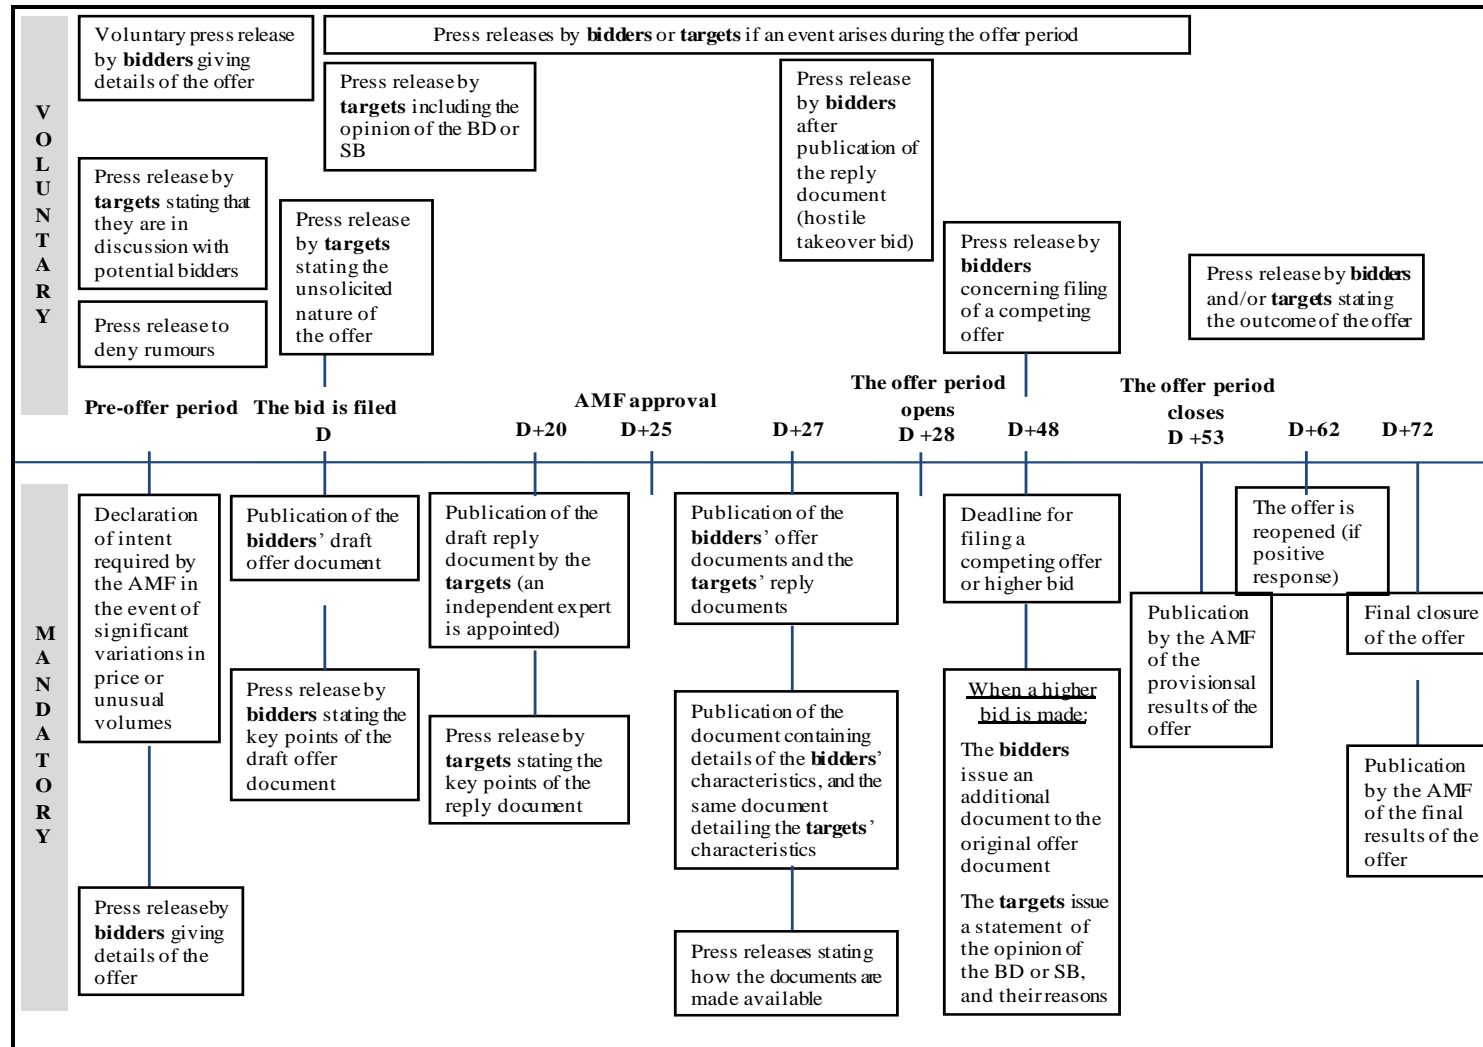 VOLUNTARY
Voluntary press release
by bidders giving
details of the offer
Press releases by bidders or targets if an event arises during the offer period
Press release by
targets including the
opinion of the BD or
SB
Press release
by bidders
after
publication of
the reply
document
(hostile
takeover bid)
Press release by
targets stating that
they are in
discussion with
potential bidders
Press release
by targets
stating the
unsolicited
nature of
the offer
Press release by
bidders
concerning filing
of a competing
offer
Press release by bidders
and/or targets stating
the outcome of the offer
Press release to
deny rumours
Pre-offer period
The bid is filed
D
D+20
AMF approval
D+25
D+27
The offer period
opens
D +28
D+48
The offer period
closes
D +53
D+62
D+72
MANDATORY
Declaration
of intent
required by
the AMF in
the event of
significant
variations in
price or
unusual
volumes
Press release by
bidders giving
details of the
offer
Publication of the
bidders’ draft
offer document
Press release by
bidders stating the
key points of the
draft offer
document
Publication of the
draft reply
document by the
targets (an
independent expert
is appointed)
Press release by
targets stating the
key points of the
reply document
Publication of the
bidders’ offer
documents and the
targets’ reply
documents
Publication of the
document containing
details of the bidders’
characteristics, and the
same document
detailing the targets’
characteristics
Press releases stating
how the documents are
made available
Deadline for
filing a
competing offer
or higher bid
When a higher
bid is made:
The bidders
issue an
additional
document to the
original offer
document
The targets issue
a statement of
the opinion of
the BD or SB,
and their reasons
Publication
by the AMF
of the
provisionsal
results of the
offer
The offer is
reopened (if
positive
response)
Final closure
of the offer
Publication
by the AMF
of the final
results of the
offer